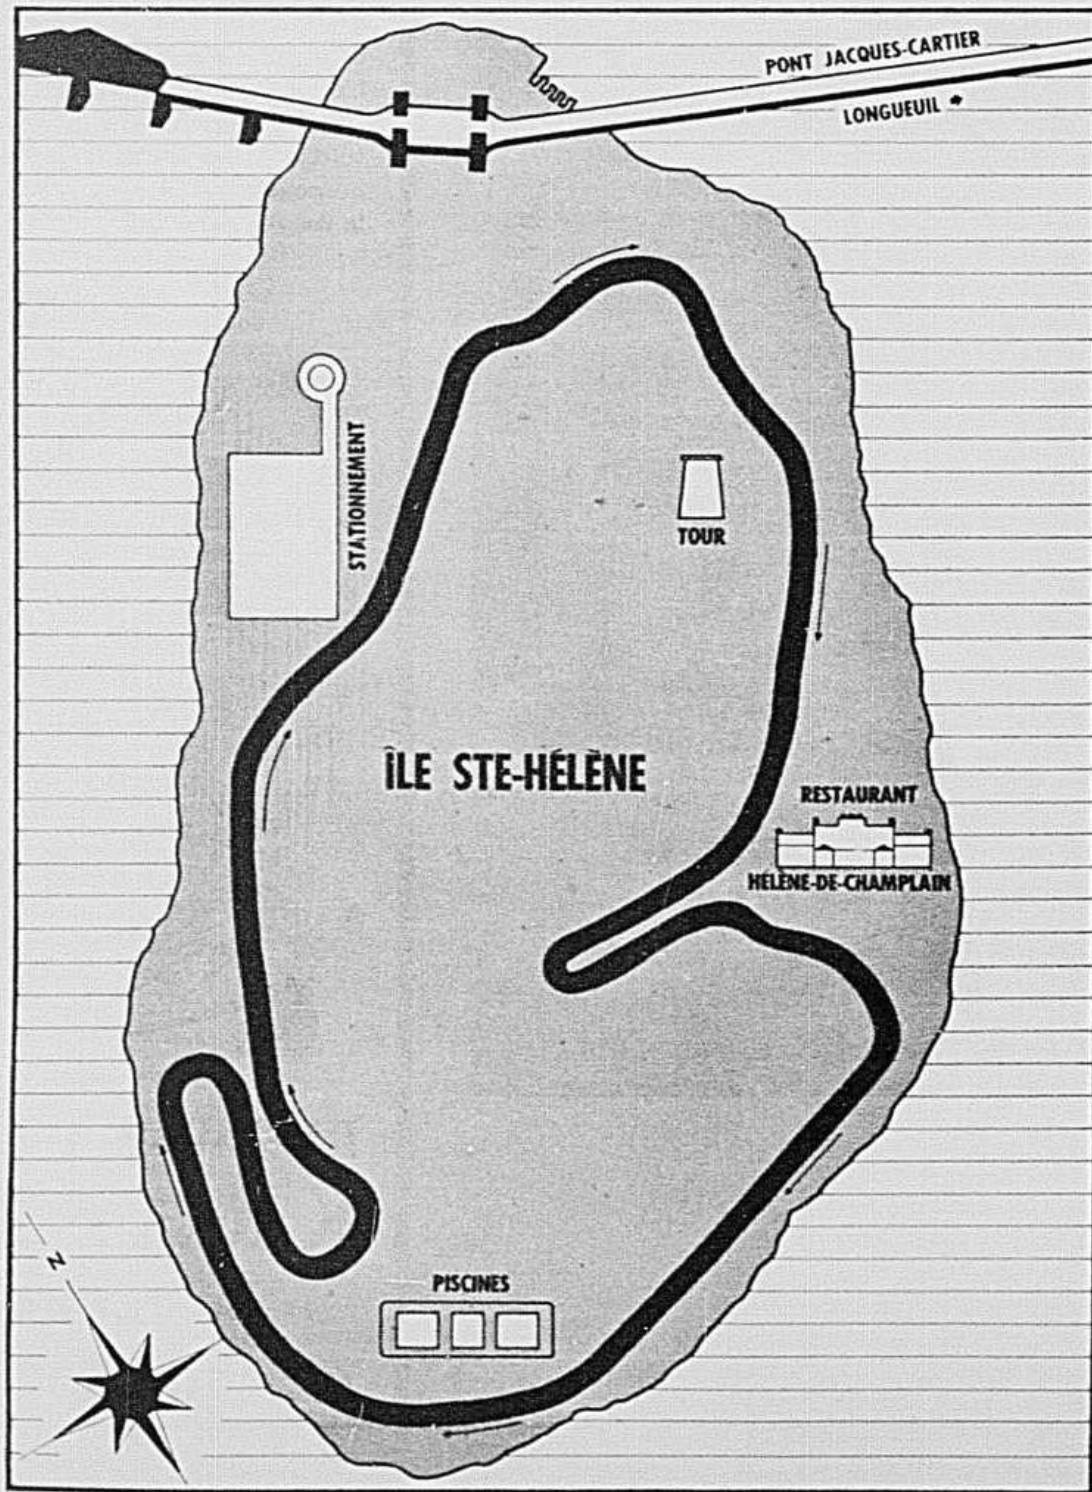 PONT JACQUES-CARTIER
LONGUEUIL
STATIONNEMENT
TOUR
ÎLE STE-HÉLÈNE
RESTAURANT
HÉLÈNE-DE-CHAMPLAIN
PISCINES
N